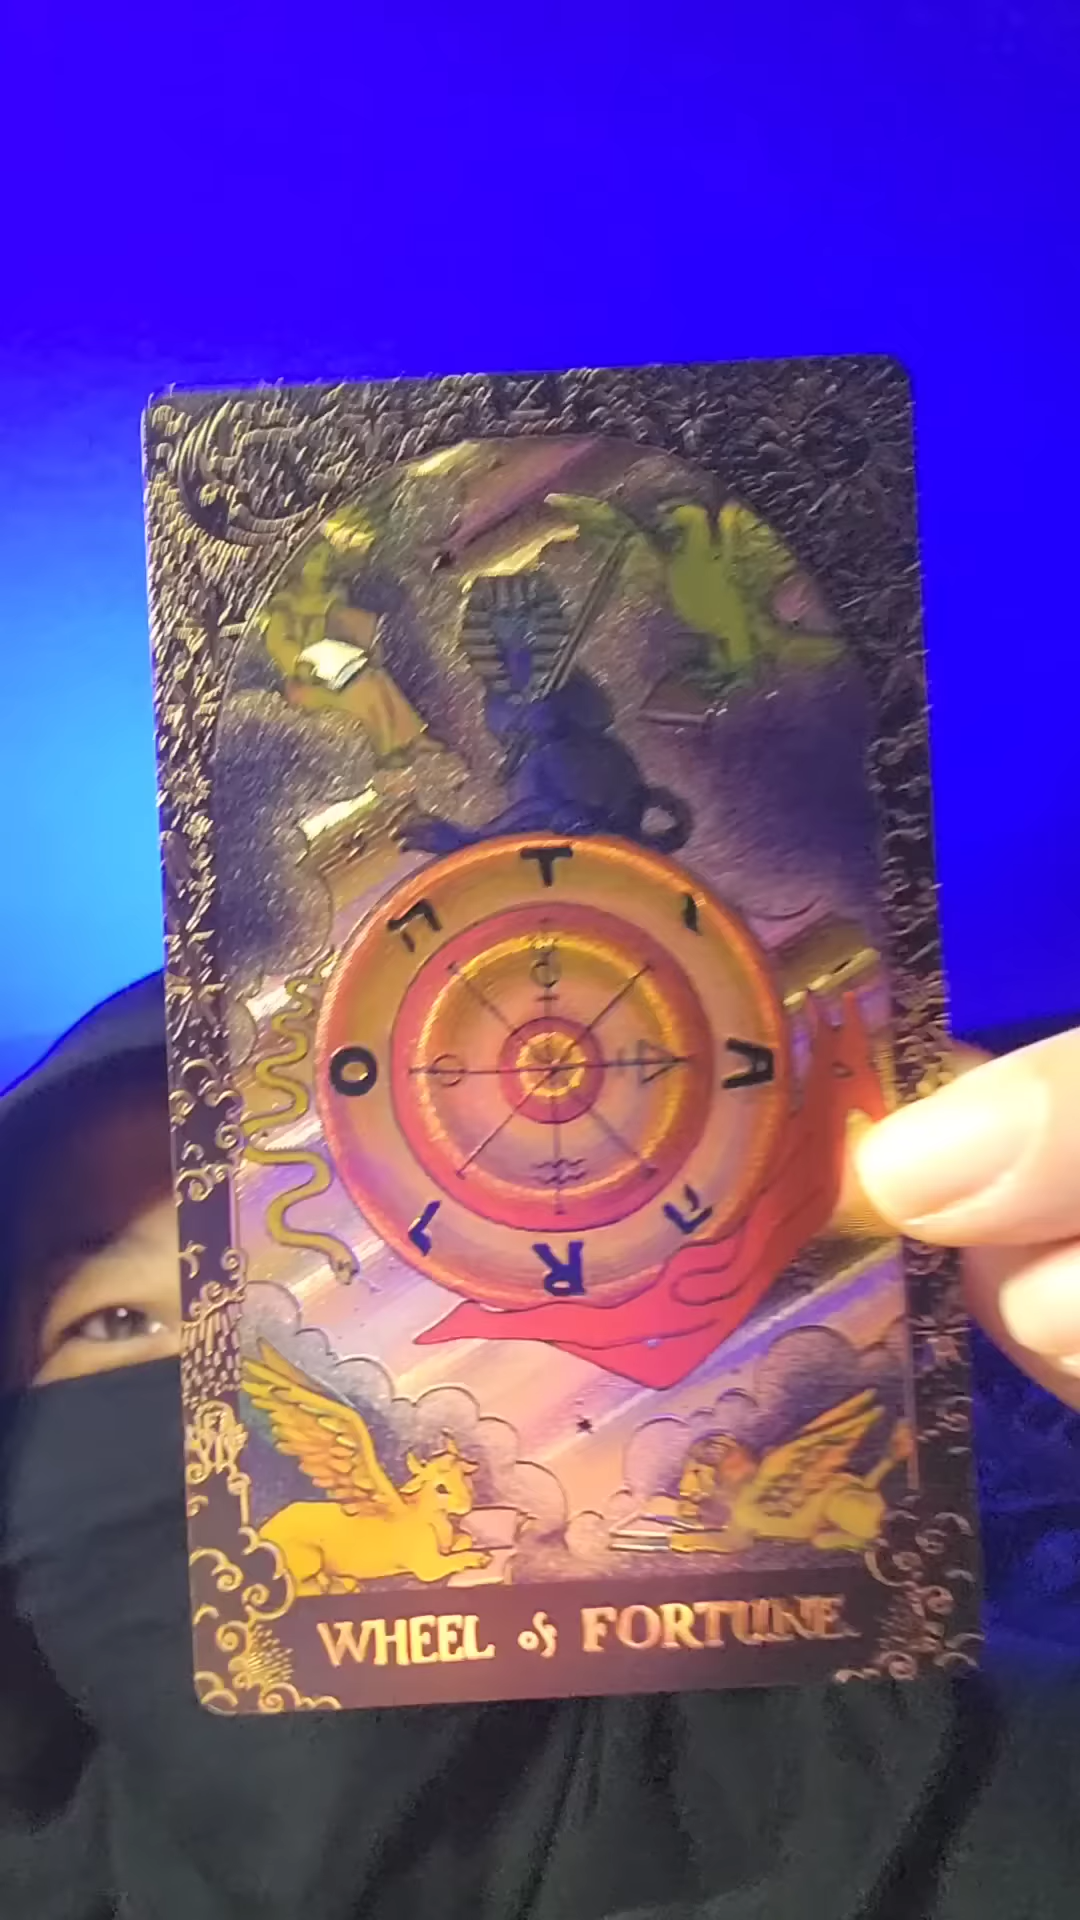 T
ה י
O A
ו ה
R
WHEEL of FORTUNE